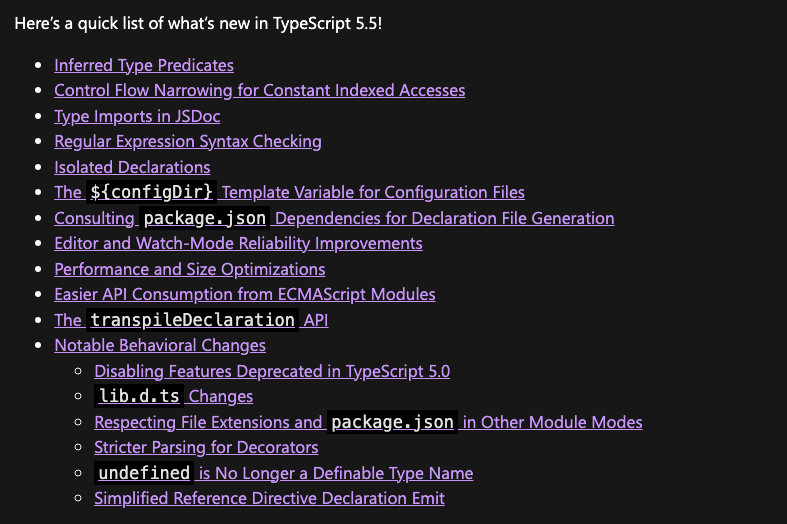 Here’s a quick list of what’s new in TypeScript 5.5!
Inferred Type Predicates
Control Flow Narrowing for Constant Indexed Accesses
Type Imports in JSDoc
Regular Expression Syntax Checking
Isolated Declarations
The ${configDir} Template Variable for Configuration Files
Consulting package.json Dependencies for Declaration File Generation
Editor and Watch-Mode Reliability Improvements
Performance and Size Optimizations
Easier API Consumption from ECMAScript Modules
The transpileDeclaration API
Notable Behavioral Changes
Disabling Features Deprecated in TypeScript 5.0
lib.d.ts Changes
Respecting File Extensions and package.json in Other Module Modes
Stricter Parsing for Decorators
undefined is No Longer a Definable Type Name
Simplified Reference Directive Declaration Emit